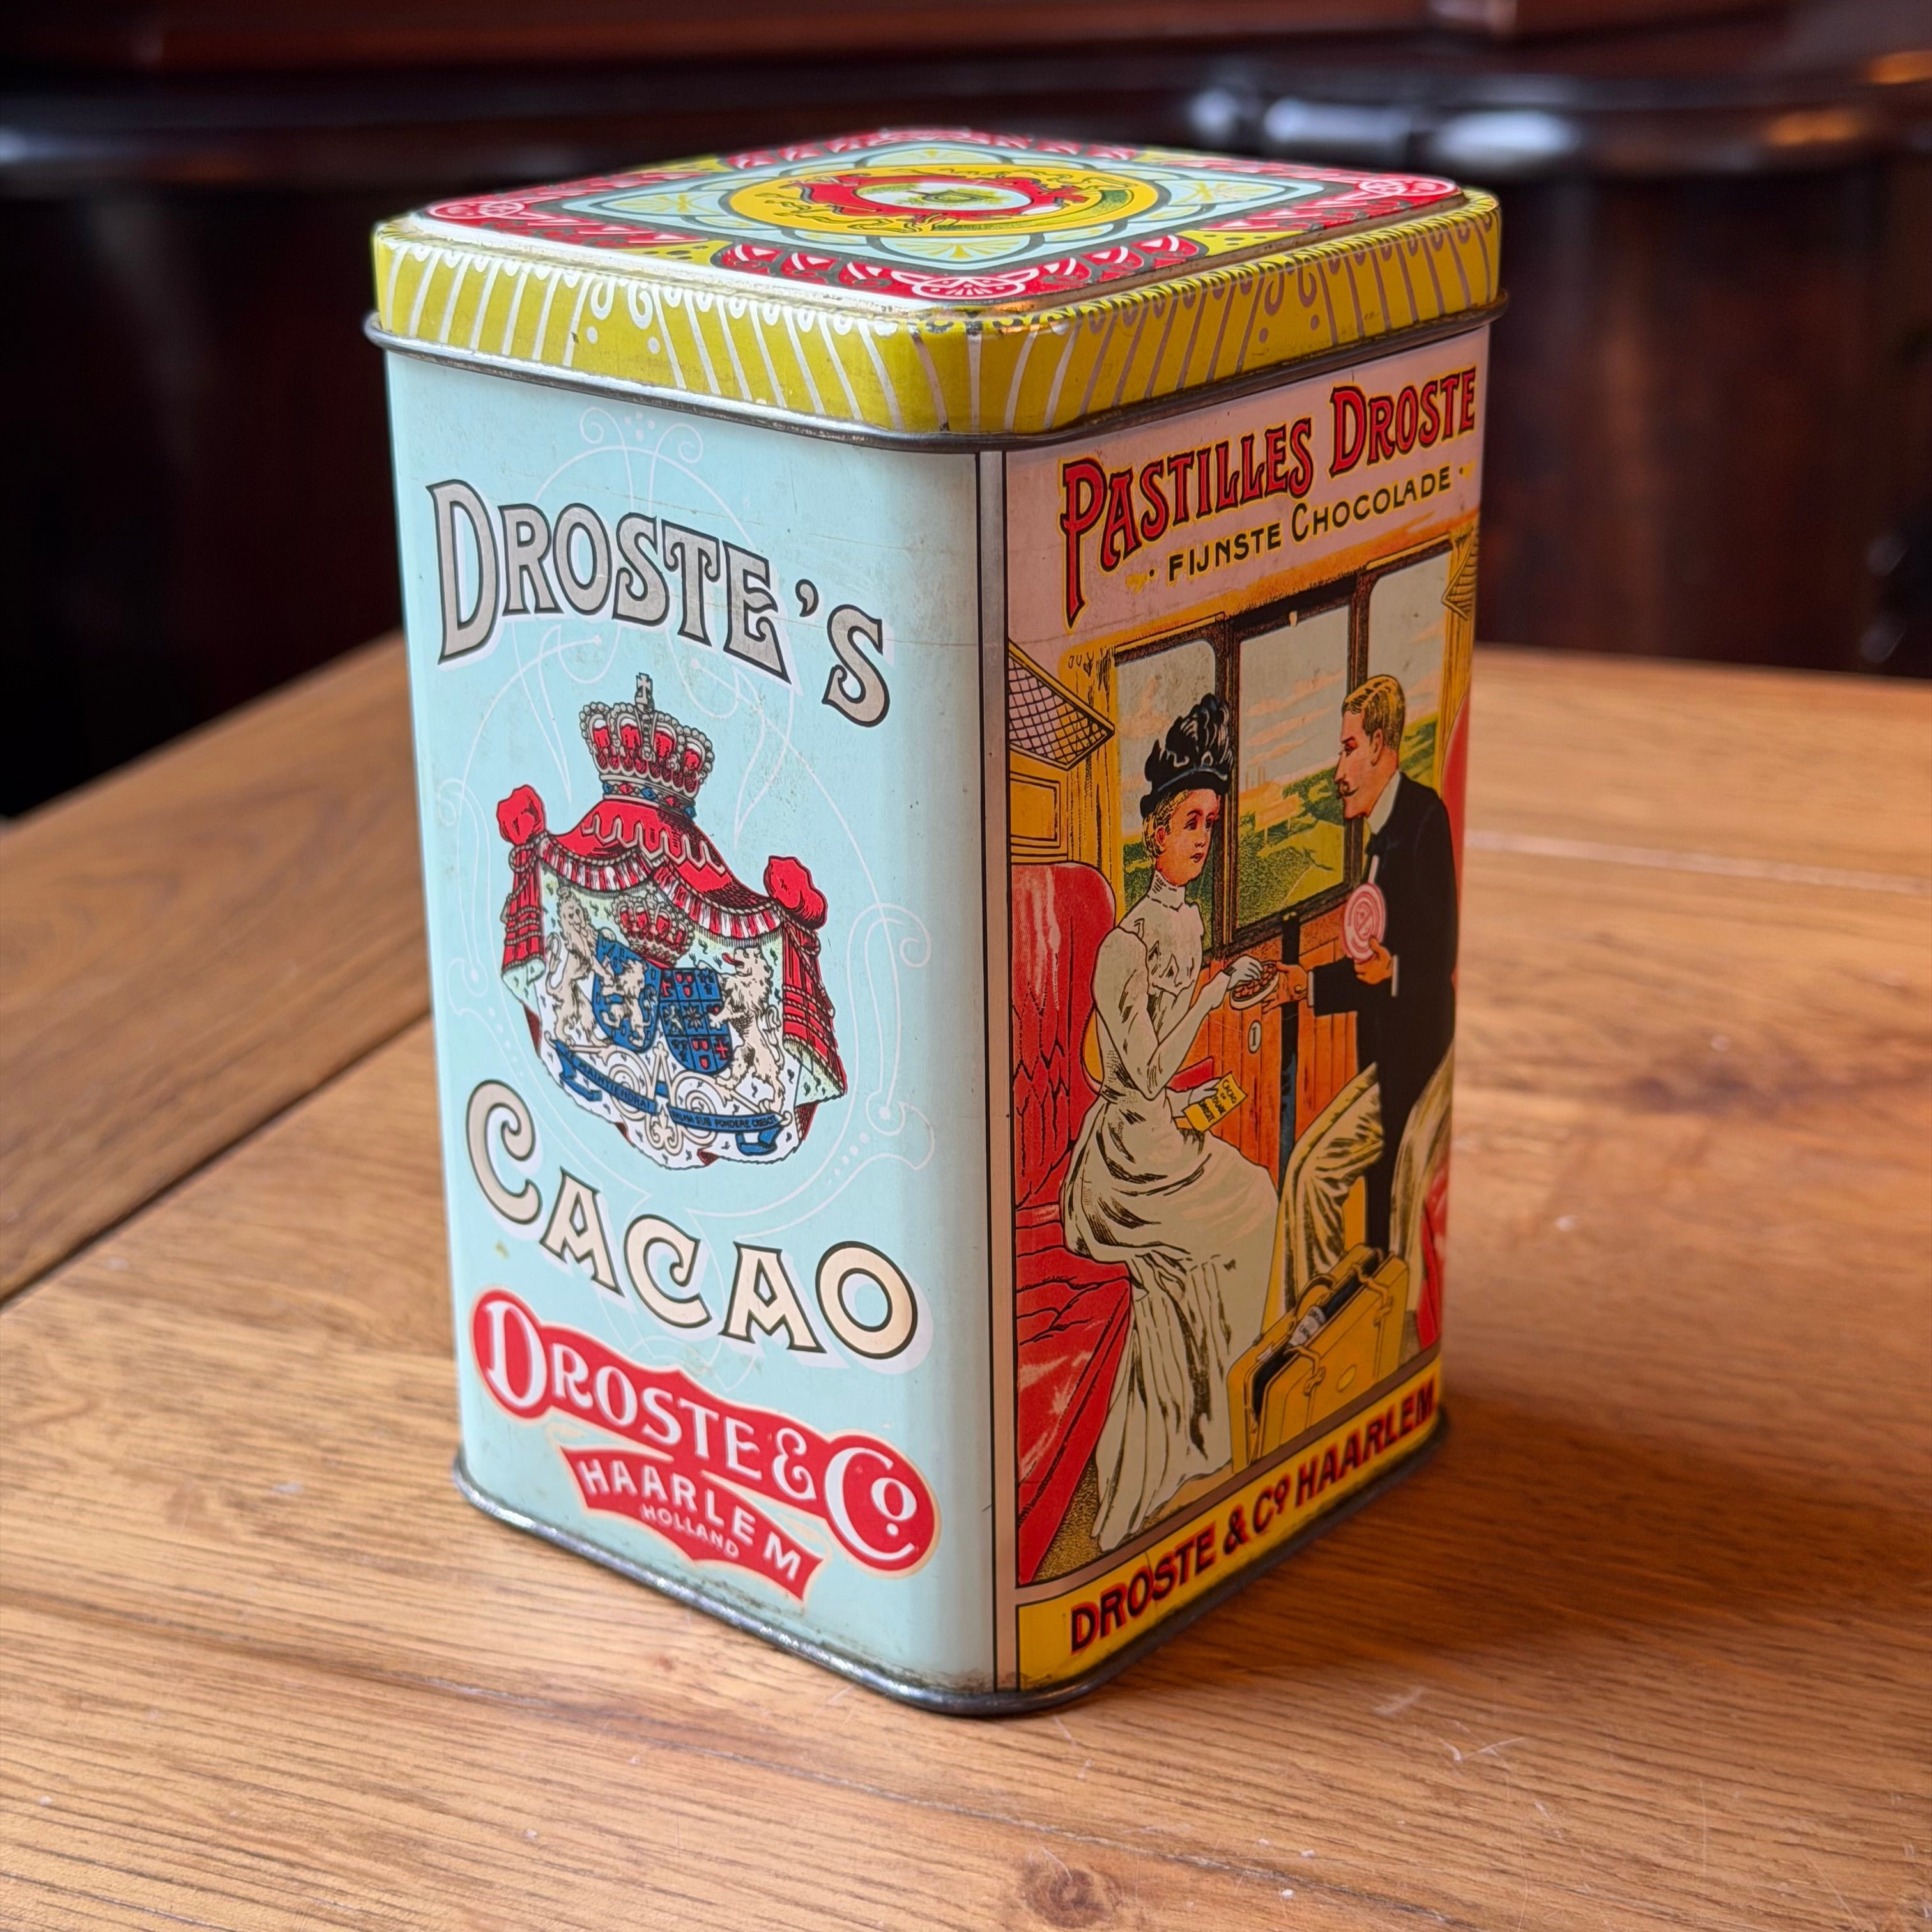 DROSTE'S
CACAO
DROSTE & Co
HAARLEM
HOLLAND
PASTILLES DROSTE
· FIJNSTE CHOCOLADE ·
DROSTE & Co HAARLEM